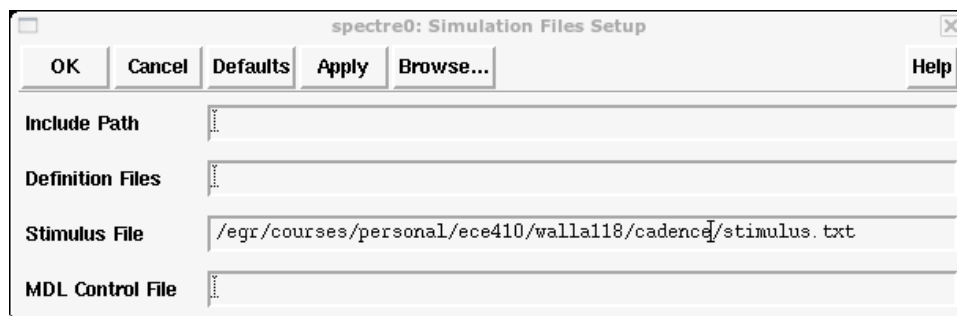 spectre0: Simulation Files Setup
OK Cancel Defaults Apply Browse... Help
Include Path
Definition Files
Stimulus File /egr/courses/personal/ece410/walla118/cadence/stimulus.txt
MDL Control File